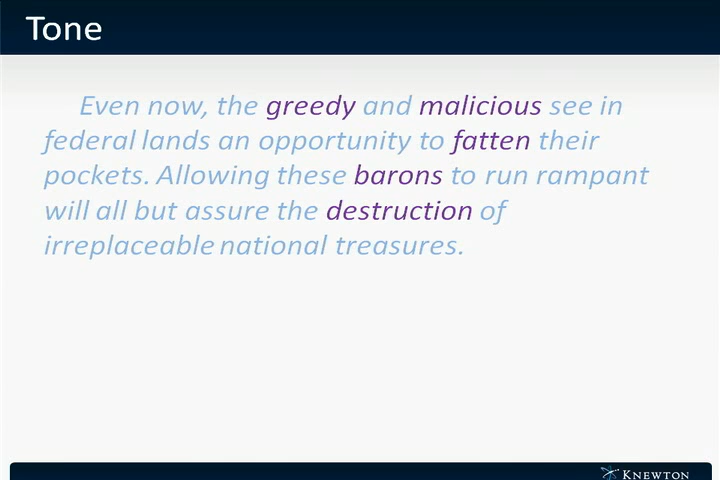 Tone
Even now, the greedy and malicious see in
federal lands an opportunity to fatten their
pockets. Allowing these barons to run rampant
will all but assure the destruction of
irreplaceable national treasures.
KNEWTON